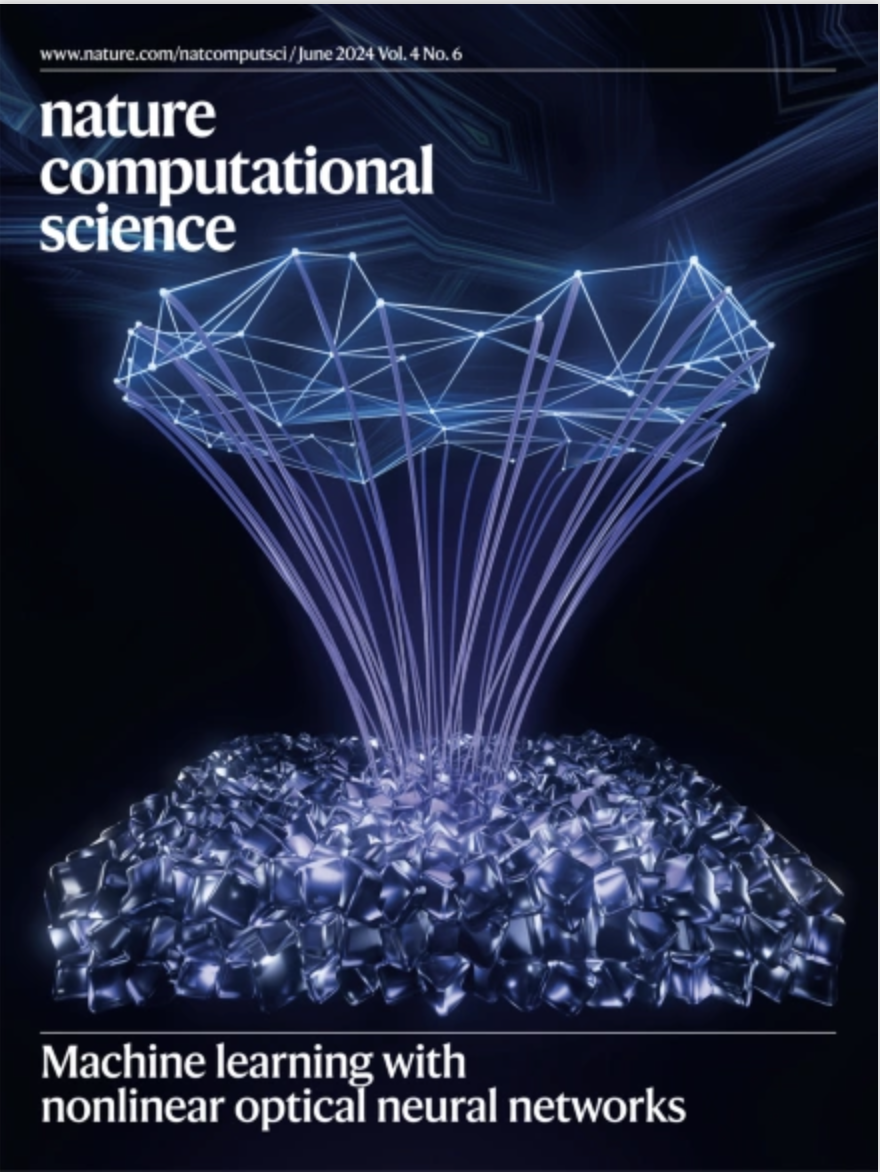 www.nature.com/natcomputsci / June 2024 Vol. 4 No. 6
nature
computational
science
Machine learning with
nonlinear optical neural networks